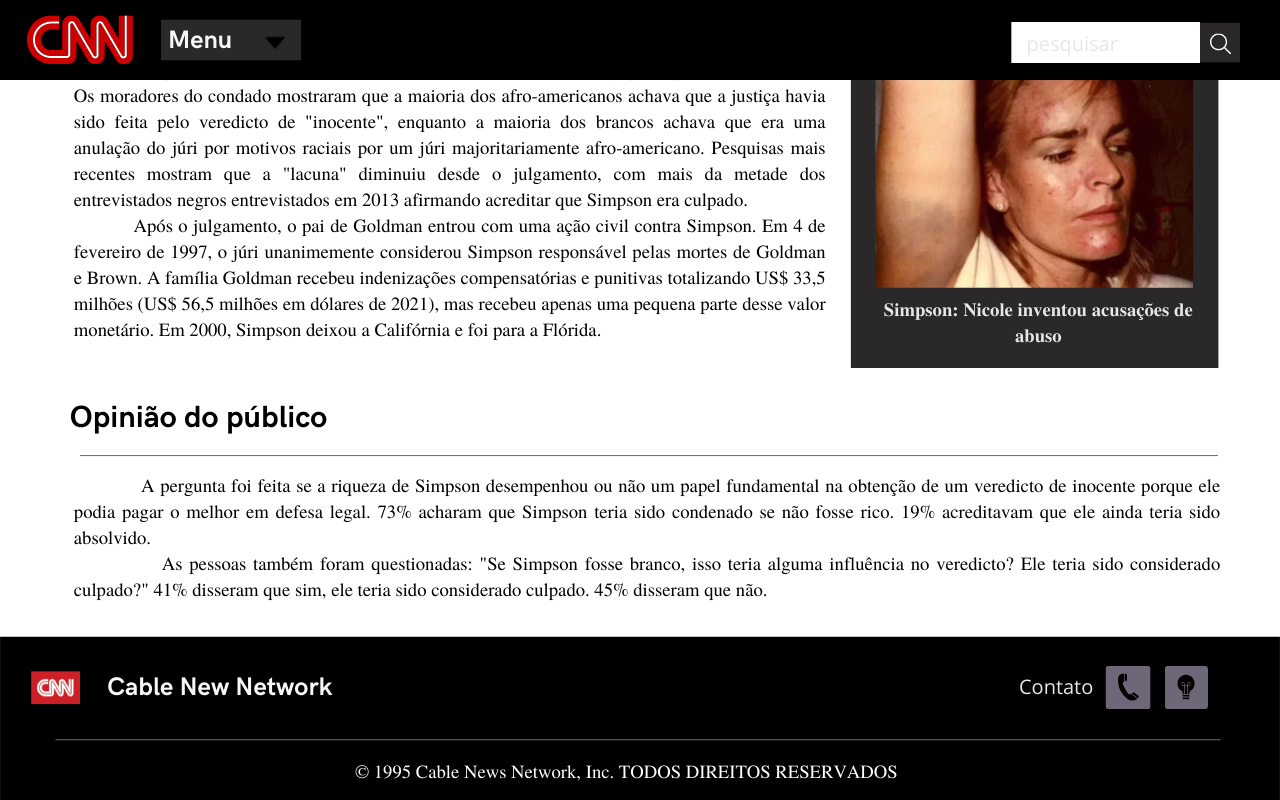 CNN
Menu
pesquisar
Os moradores do condado mostraram que a maioria dos afro-americanos achava que a justiça havia
sido feita pelo veredicto de "inocente", enquanto a maioria dos brancos achava que era uma
anulação do júri por motivos raciais por um júri majoritariamente afro-americano. Pesquisas mais
recentes mostram que a "lacuna" diminuiu desde o julgamento, com mais da metade dos
entrevistados negros entrevistados em 2013 afirmando acreditar que Simpson era culpado.
Após o julgamento, o pai de Goldman entrou com uma ação civil contra Simpson. Em 4 de
fevereiro de 1997, o júri unanimemente considerou Simpson responsável pelas mortes de Goldman
e Brown. A família Goldman recebeu indenizações compensatórias e punitivas totalizando US$ 33,5
milhões (US$ 56,5 milhões em dólares de 2021), mas recebeu apenas uma pequena parte desse valor
monetário. Em 2000, Simpson deixou a Califórnia e foi para a Flórida.
Simpson: Nicole inventou acusações de
abuso
Opinião do público
A pergunta foi feita se a riqueza de Simpson desempenhou ou não um papel fundamental na obtenção de um veredicto de inocente porque ele
podia pagar o melhor em defesa legal. 73% acharam que Simpson teria sido condenado se não fosse rico. 19% acreditavam que ele ainda teria sido
absolvido.
As pessoas também foram questionadas: "Se Simpson fosse branco, isso teria alguma influência no veredicto? Ele teria sido considerado
culpado?" 41% disseram que sim, ele teria sido considerado culpado. 45% disseram que não.
CNN
Cable New Network
Contato
© 1995 Cable News Network, Inc. TODOS DIREITOS RESERVADOS